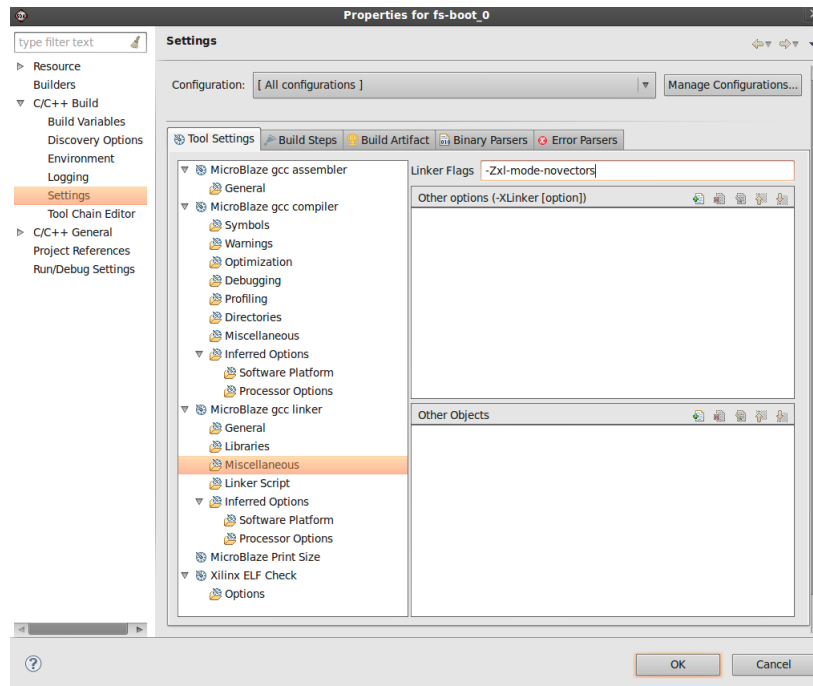 Properties for fs-boot_0
type filter text
Settings
Resource
Builders
C/C++ Build
Build Variables
Discovery Options
Environment
Logging
Settings
Tool Chain Editor
C/C++ General
Project References
Run/Debug Settings
Configuration: [ All configurations ] Manage Configurations...
Tool Settings Build Steps Build Artifact Binary Parsers Error Parsers
MicroBlaze gcc assembler
General
MicroBlaze gcc compiler
Symbols
Warnings
Optimization
Debugging
Profiling
Directories
Miscellaneous
Inferred Options
Software Platform
Processor Options
MicroBlaze gcc linker
General
Libraries
Miscellaneous
Linker Script
Inferred Options
Software Platform
Processor Options
MicroBlaze Print Size
Xilinx ELF Check
Options
Linker Flags -Zxl-mode-novectors
Other options (-XLinker [option])
Other Objects
? OK Cancel